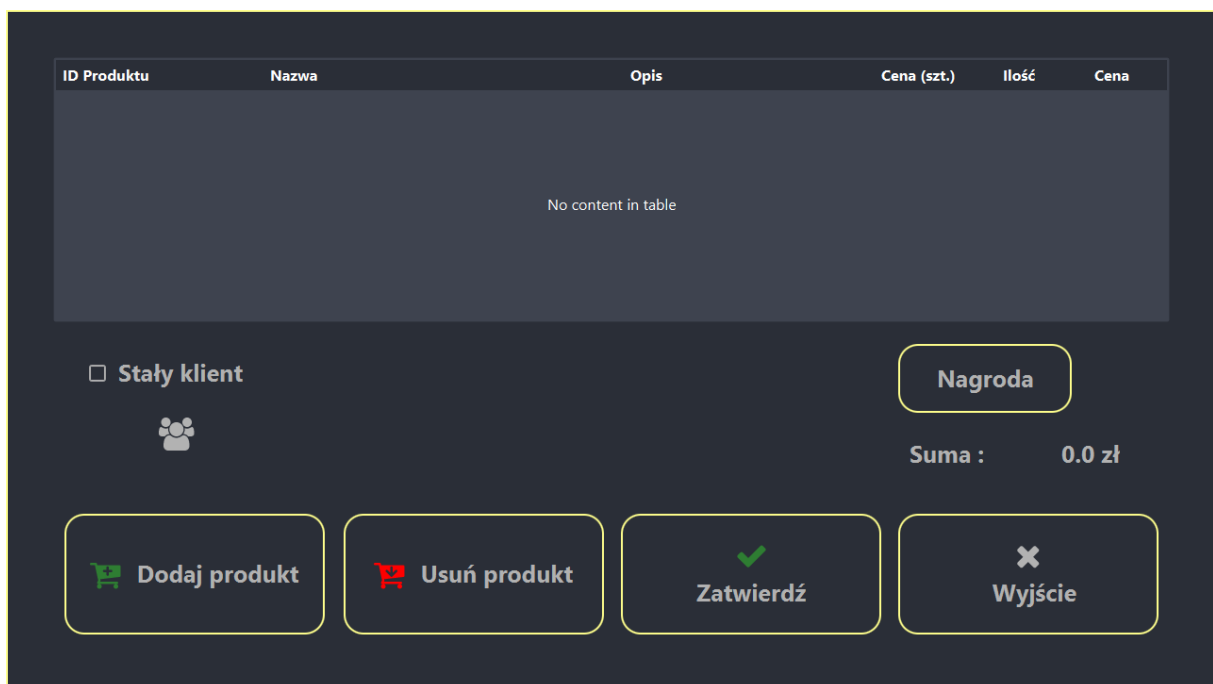 ID Produktu Nazwa Opis Cena (szt.) Ilość Cena
No content in table
Stały klient
Nagroda
Suma : 0.0 zł
Dodaj produkt
Usuń produkt
Zatwierdź
Wyjście